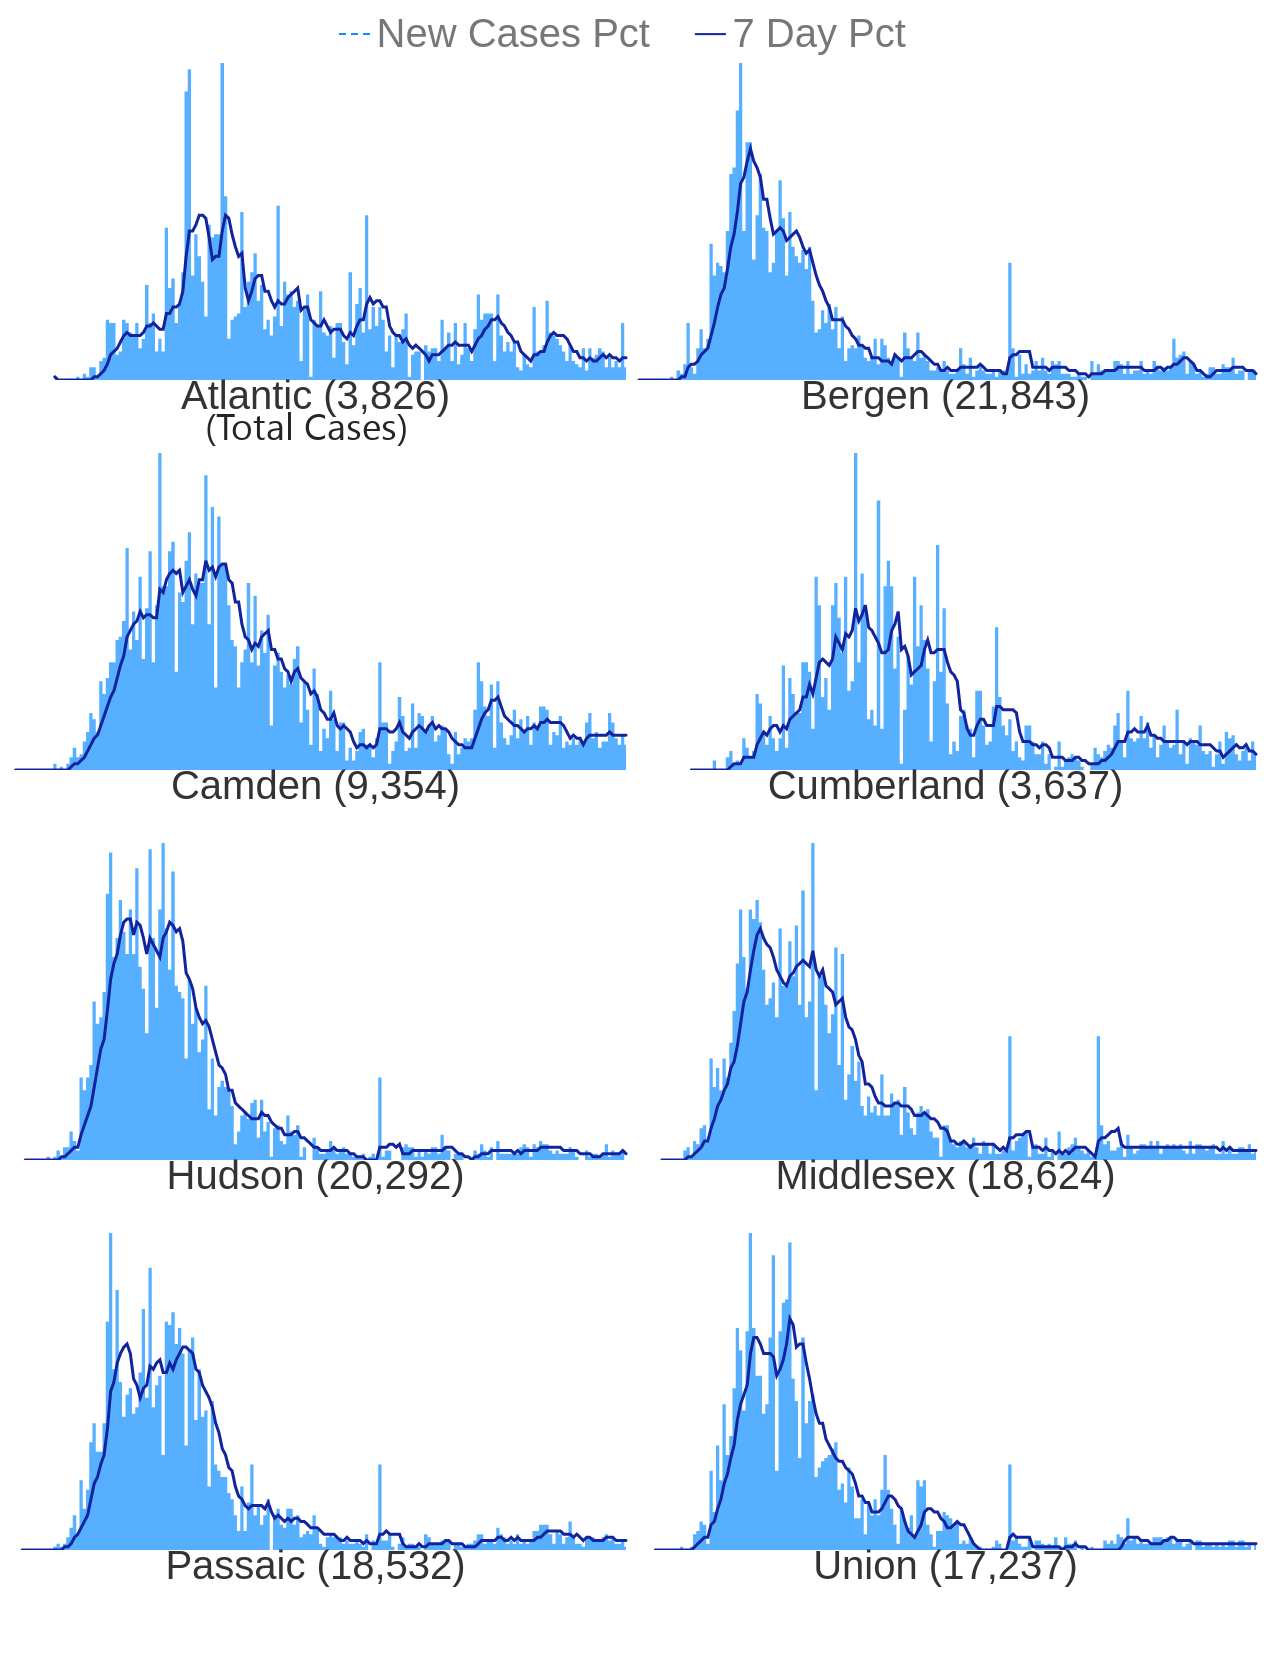 New Cases Pct 7 Day Pct
Atlantic (3,826) Bergen (21,843)
(Total Cases)
Camden (9,354) Cumberland (3,637)
Hudson (20,292) Middlesex (18,624)
Passaic (18,532) Union (17,237)